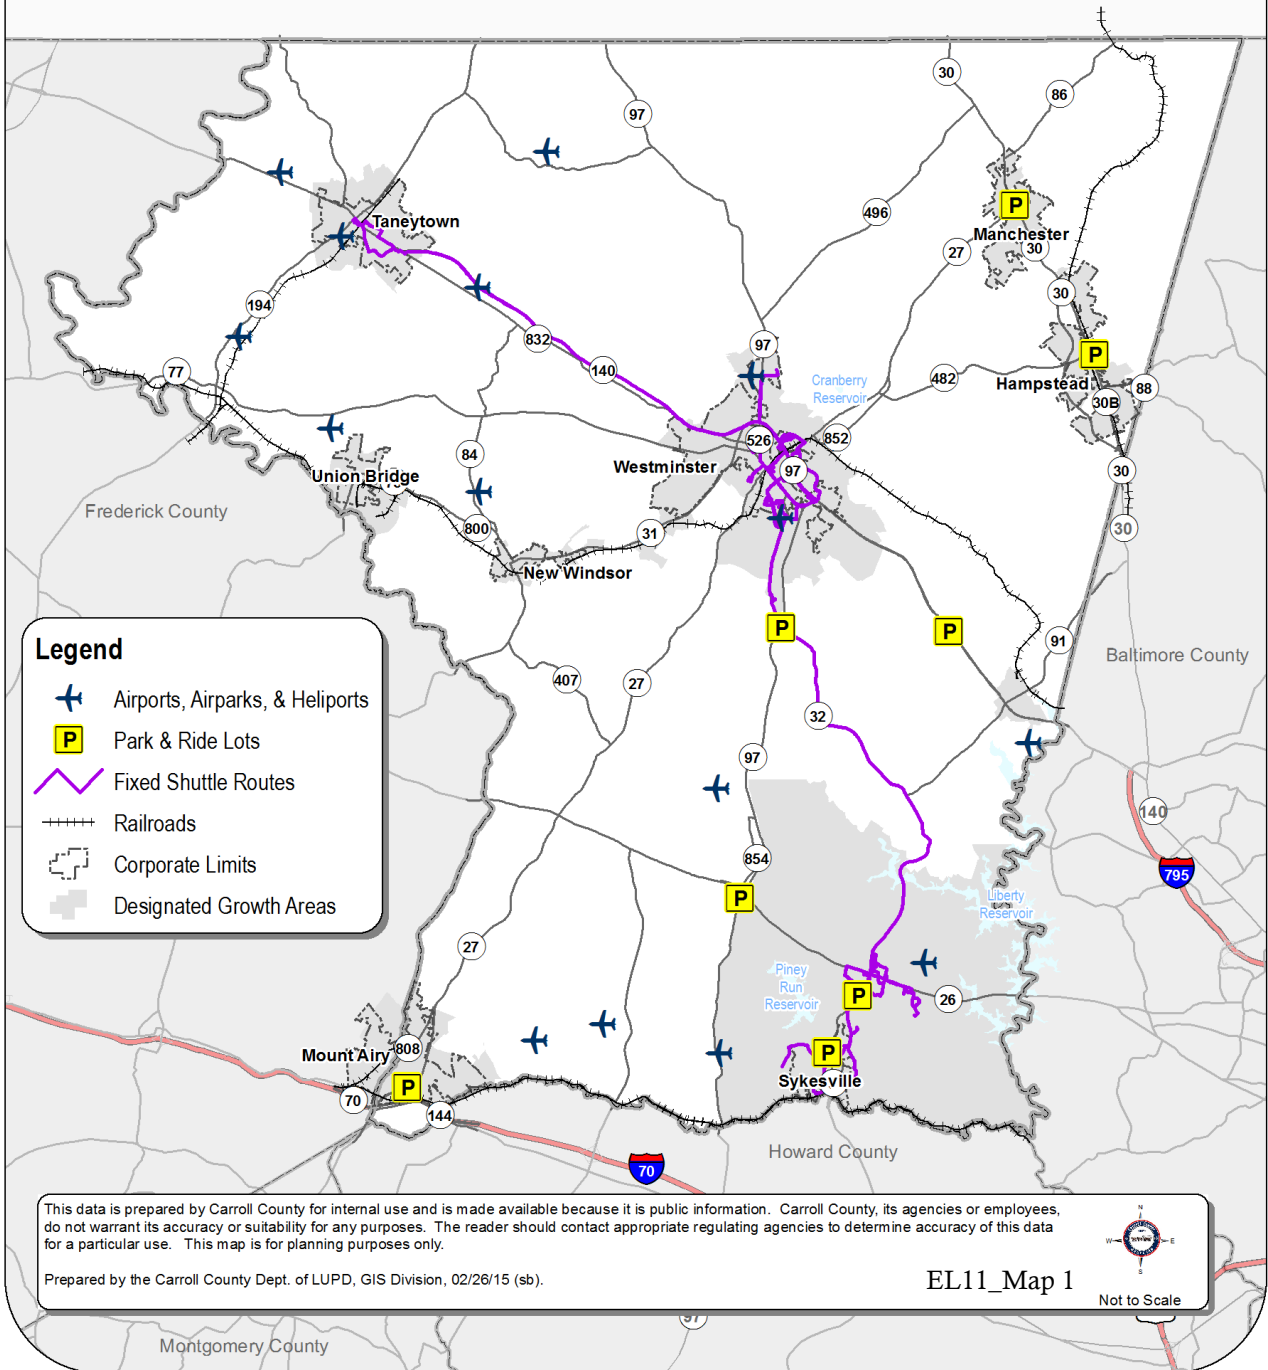 30
86
97
P
496
Taneytown
Manchester
27
30
30
194
832
97
P
77
140
Cranberry
Reservoir
482
Hampstead
88
30B
526
852
84
Westminster
97
30
Union Bridge
Frederick County
800
31
30
New Windsor
P
P
91
Baltimore County
407
27
32
97
140
854
795
P
Liberty
Reservoir
27
Piney
Run
Reservoir
P
26
808
Mount Airy
P
Sykesville
P
70
144
Howard County
70
Legend
Airports, Airparks, & Heliports
P Park & Ride Lots
Fixed Shuttle Routes
Railroads
Corporate Limits
Designated Growth Areas
This data is prepared by Carroll County for internal use and is made available because it is public information. Carroll County, its agencies or employees,
do not warrant its accuracy or suitability for any purposes. The reader should contact appropriate regulating agencies to determine accuracy of this data
for a particular use. This map is for planning purposes only.
Prepared by the Carroll County Dept. of LUPD, GIS Division, 02/26/15 (sb).
EL11_Map 1
N
W
E
S
Not to Scale
97
Montgomery County